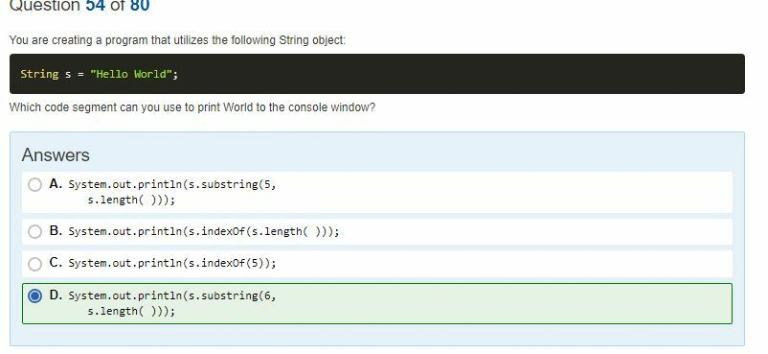 Question 54 of 80
You are creating a program that utilizes the following String object:
String s = "Hello World";
Which code segment can you use to print World to the console window?
Answers
A. System.out.println(s.substring(5,
s.length( )));
B. System.out.println(s.indexOf(s.length( )));
C. System.out.println(s.indexOf(5));
D. System.out.println(s.substring(6,
s.length( )));